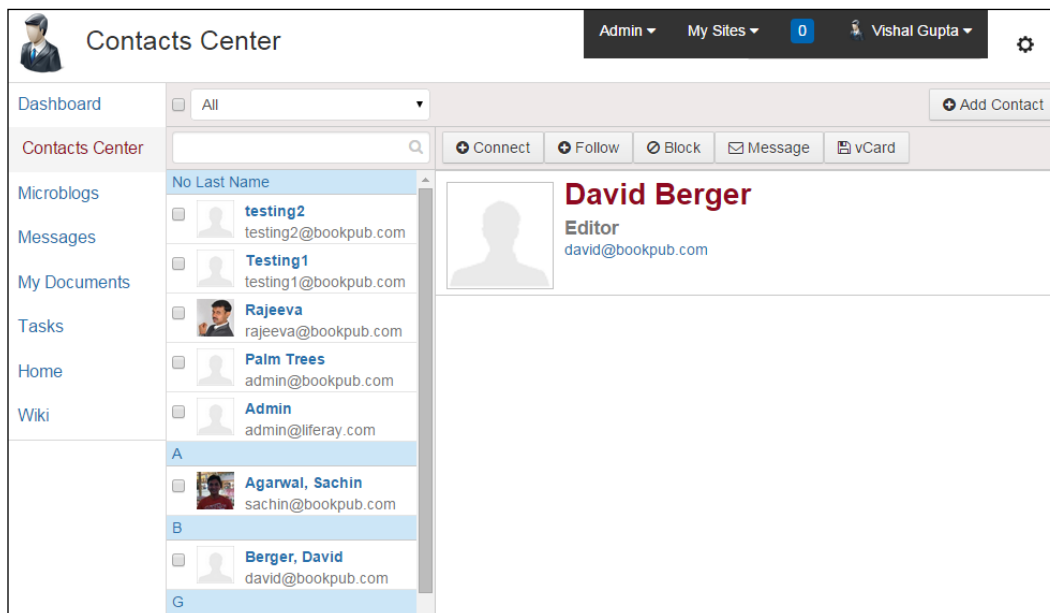 Contacts Center
Admin
My Sites
0
Vishal Gupta
Dashboard
Contacts Center
Microblogs
Messages
My Documents
Tasks
Home
Wiki
All
Add Contact
Connect
Follow
Block
Message
vCard
No Last Name
testing2
testing2@bookpub.com
Testing1
testing1@bookpub.com
Rajeeva
rajeeva@bookpub.com
Palm Trees
admin@bookpub.com
Admin
admin@liferay.com
A
Agarwal, Sachin
sachin@bookpub.com
B
Berger, David
david@bookpub.com
G
David Berger
Editor
david@bookpub.com